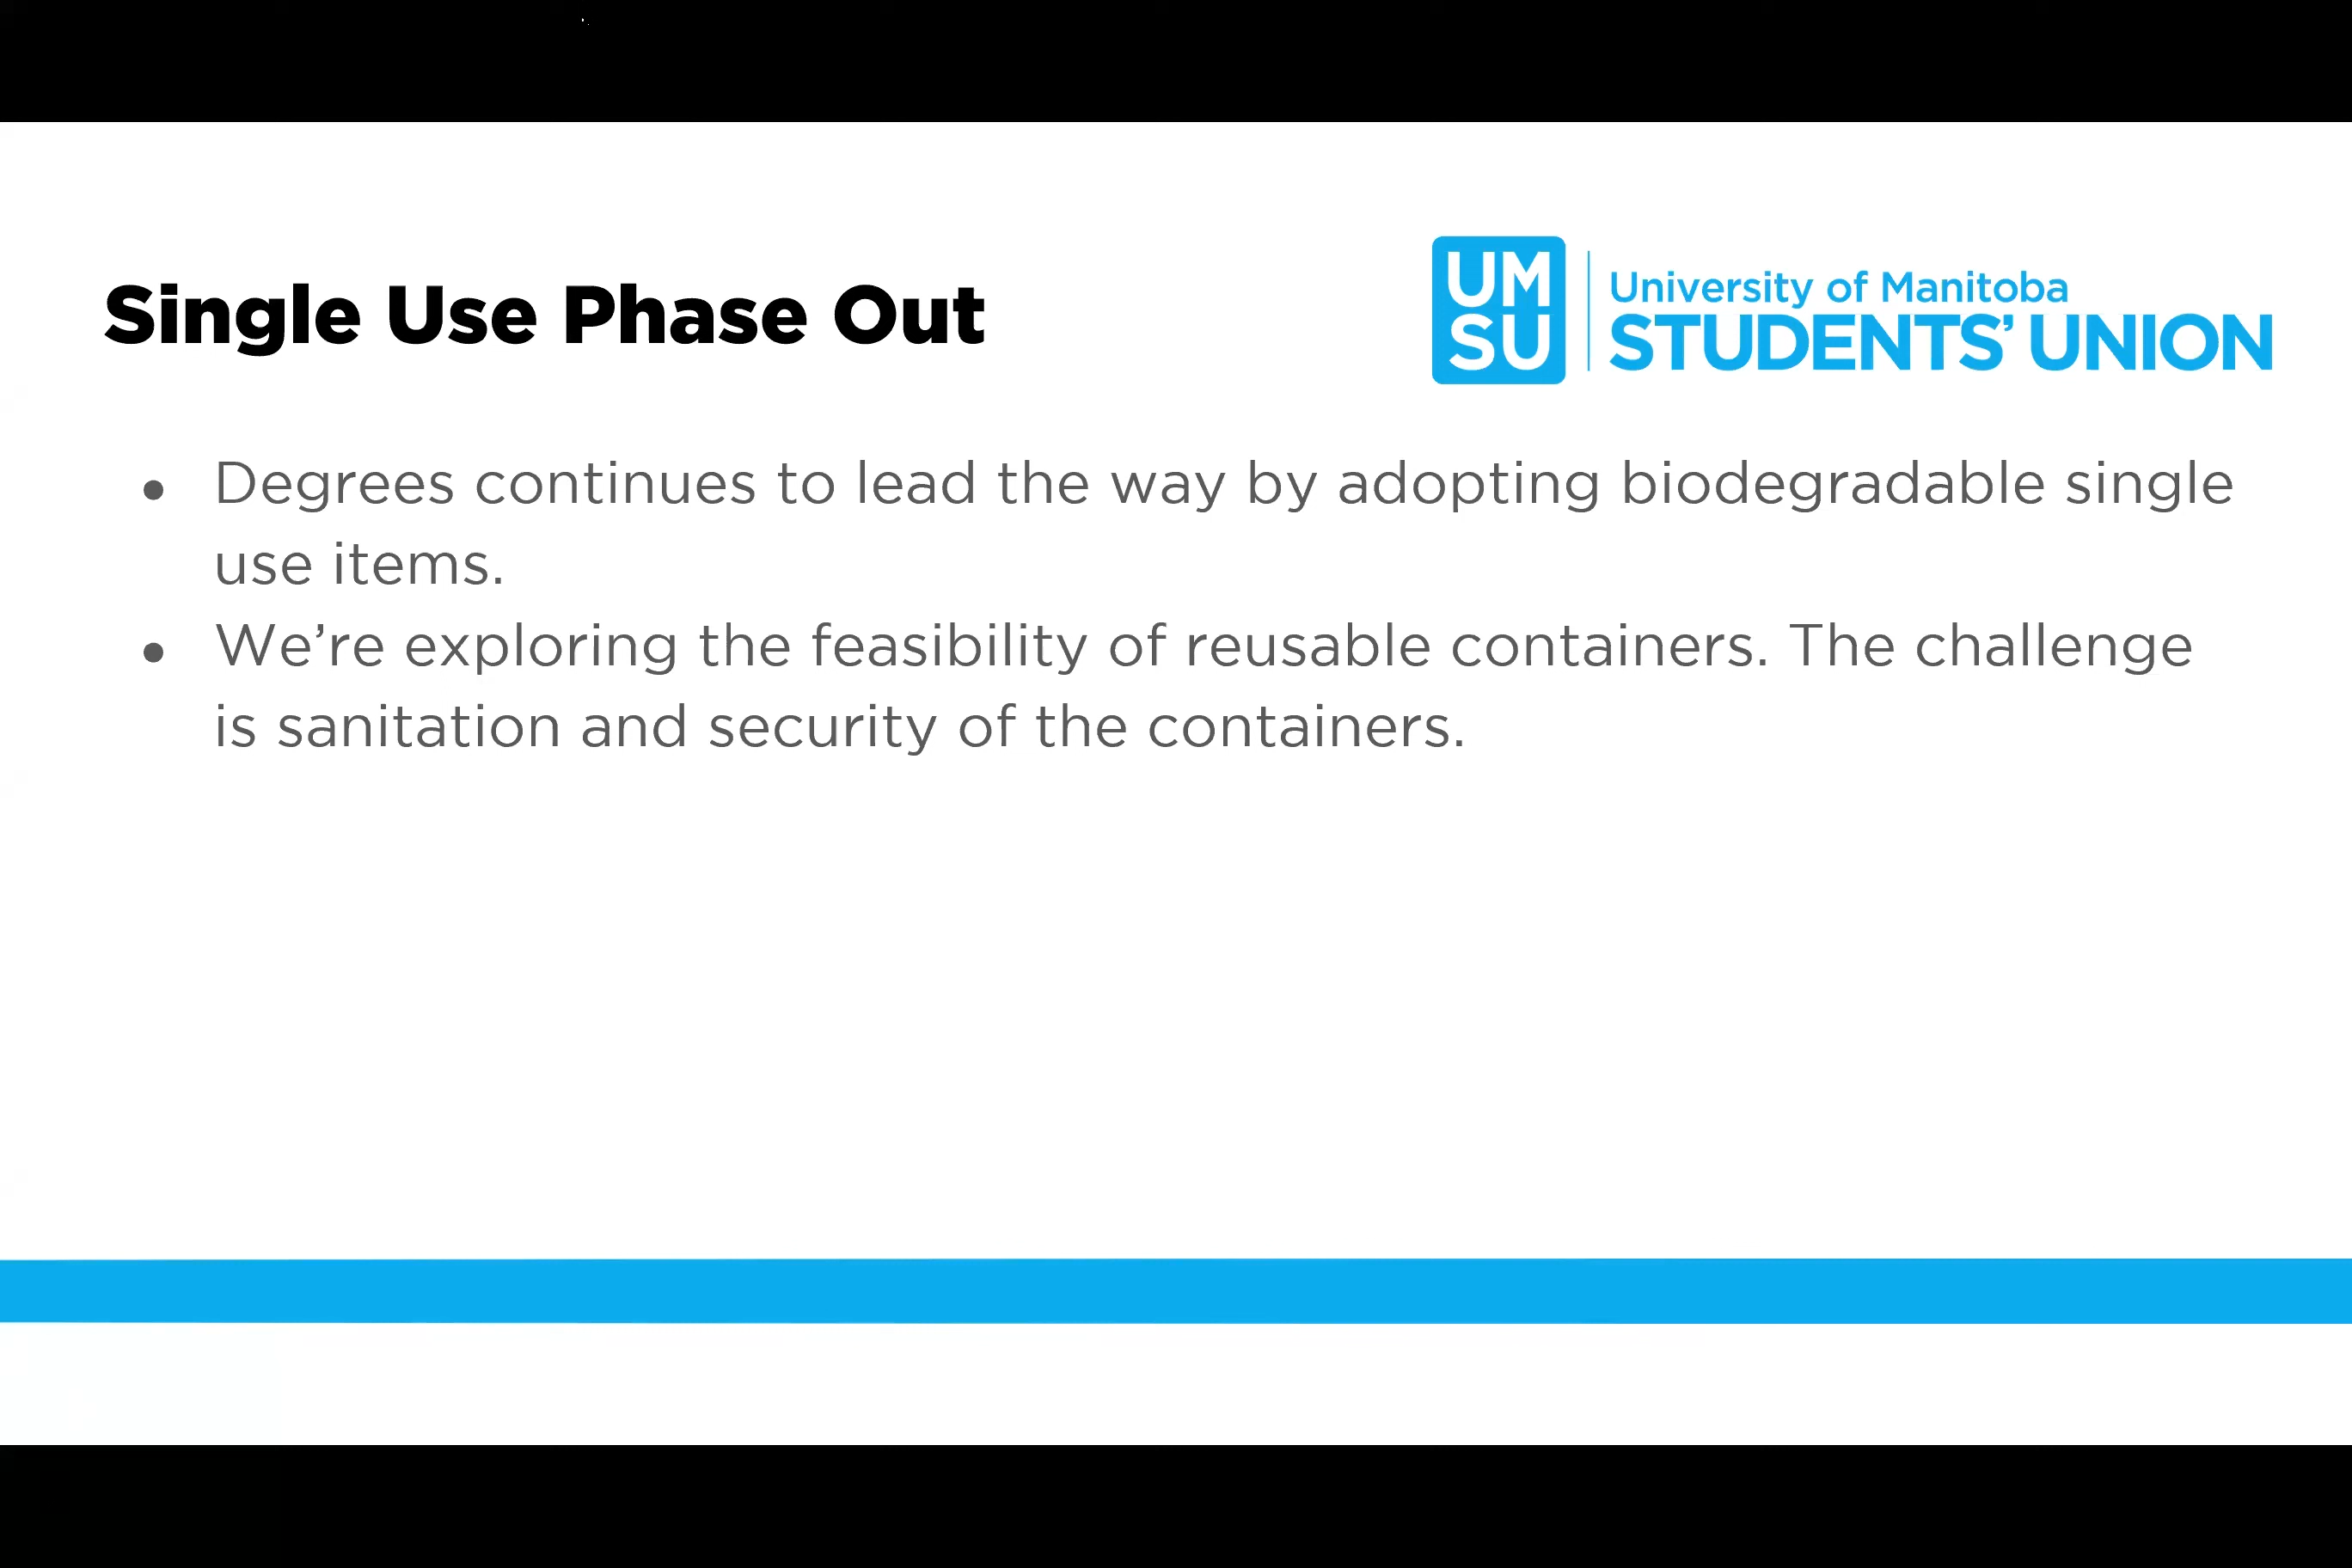 Single Use Phase Out
UM
SU
University of Manitoba
STUDENTS' UNION
● Degrees continues to lead the way by adopting biodegradable single
use items.
● We’re exploring the feasibility of reusable containers. The challenge
is sanitation and security of the containers.